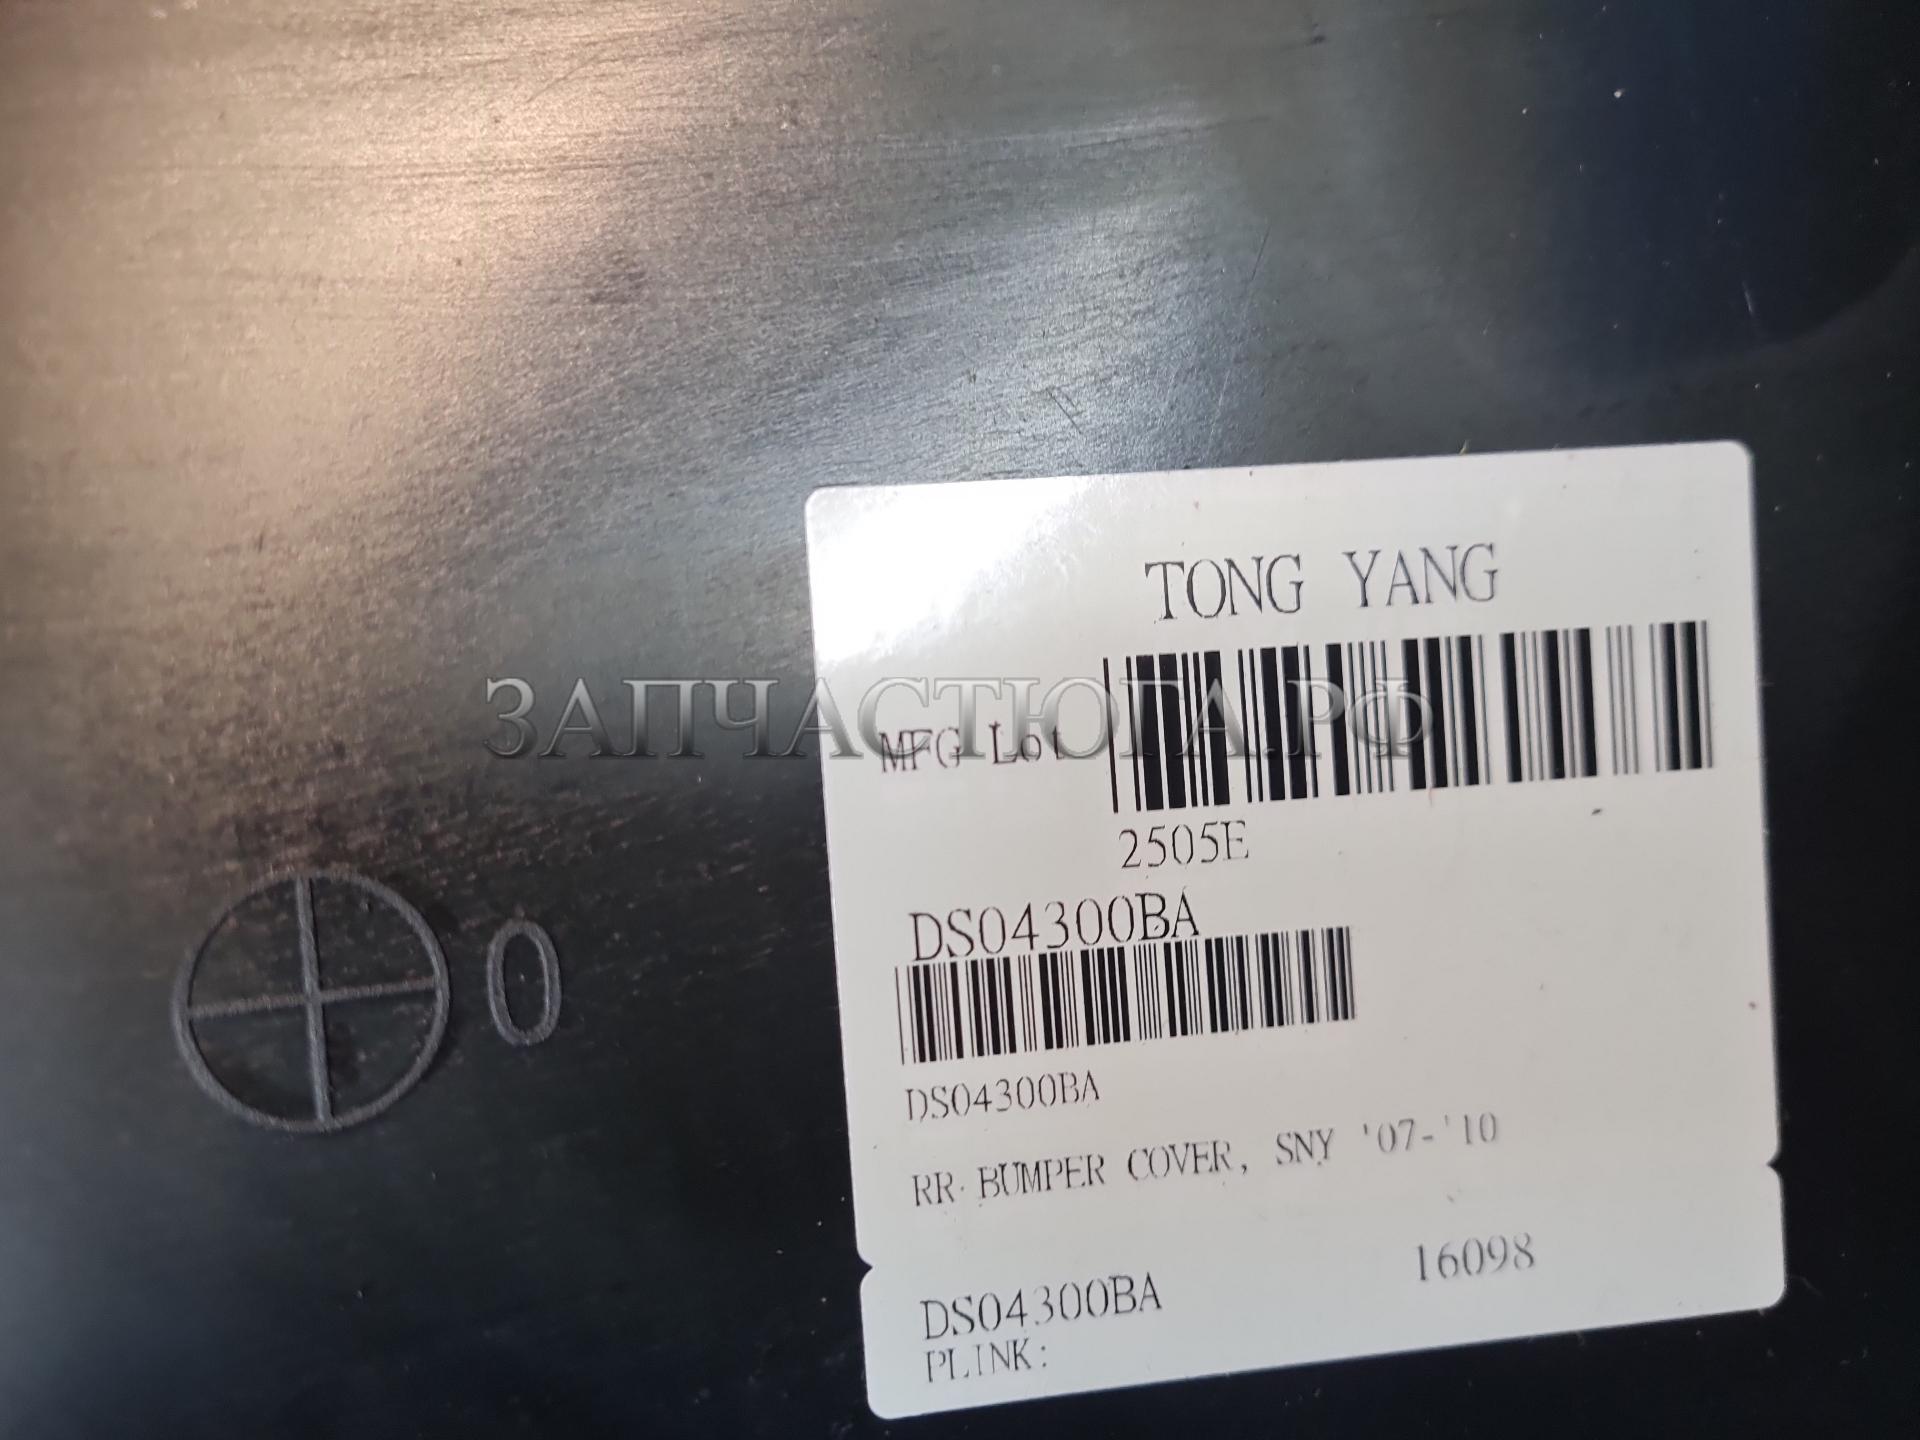 TONG YANG
ЗАПЧАСТЮГА.РФ
MFG Lot
2505E
DS04300BA
0
DS04300BA
RR BUMPER COVER, SNY '07-'10
16098
DS04300BA
PLINK: